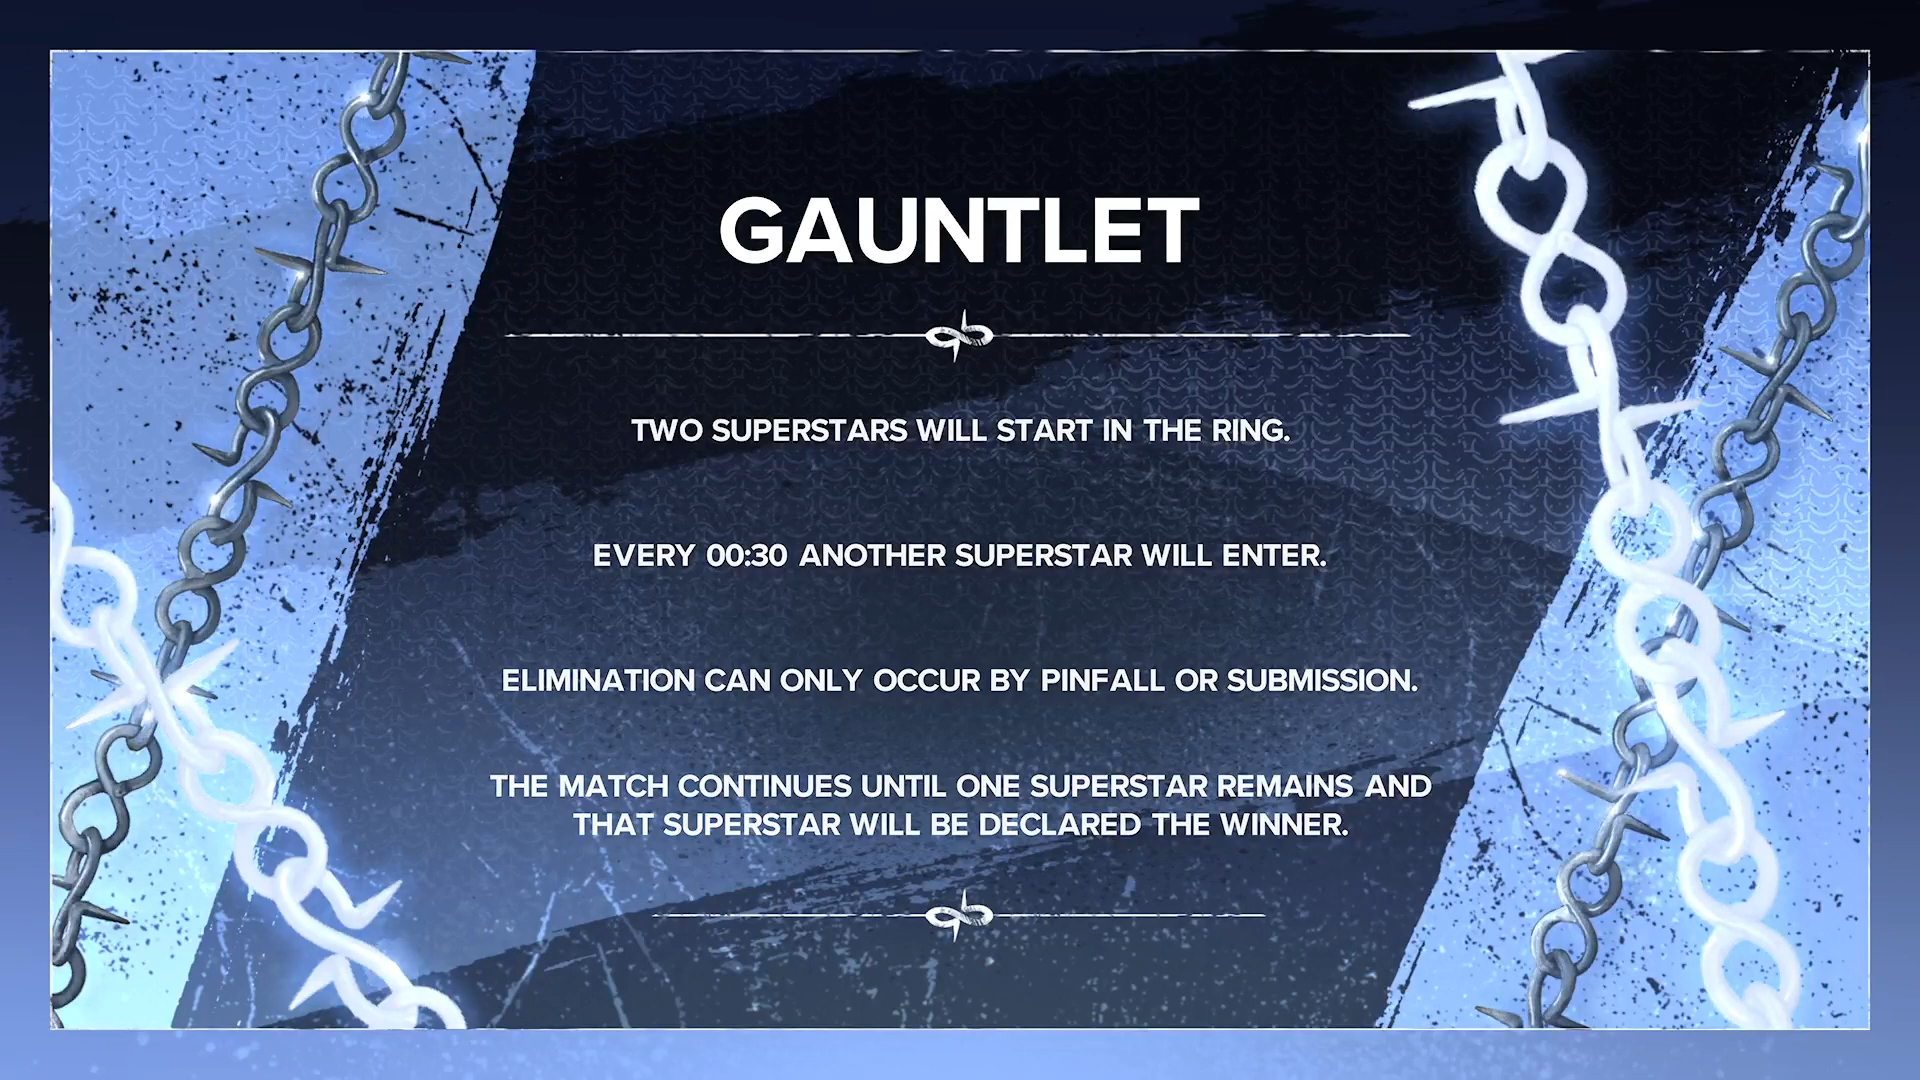 GAUNTLET
TWO SUPERSTARS WILL START IN THE RING.
EVERY 00:30 ANOTHER SUPERSTAR WILL ENTER.
ELIMINATION CAN ONLY OCCUR BY PINFALL OR SUBMISSION.
THE MATCH CONTINUES UNTIL ONE SUPERSTAR REMAINS AND
THAT SUPERSTAR WILL BE DECLARED THE WINNER.